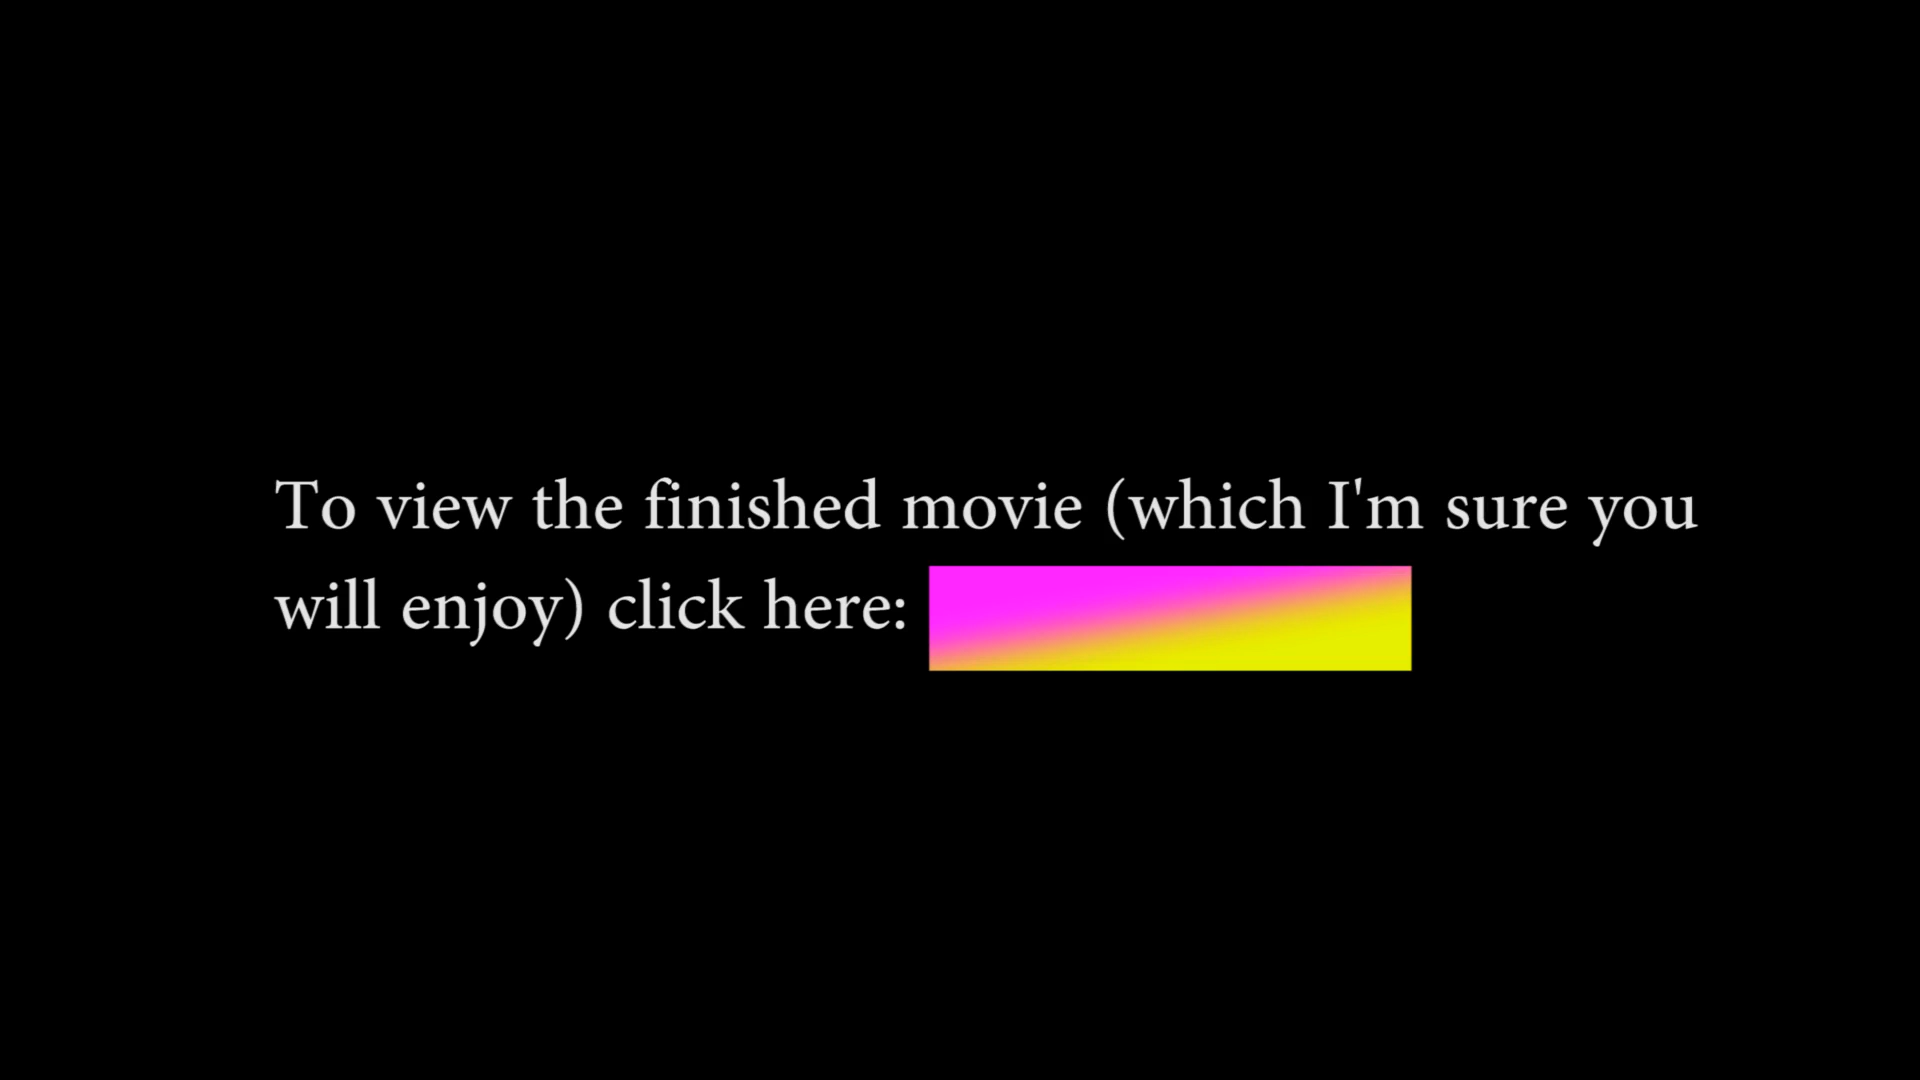 To view the finished movie (which I'm sure you
will enjoy) click here: